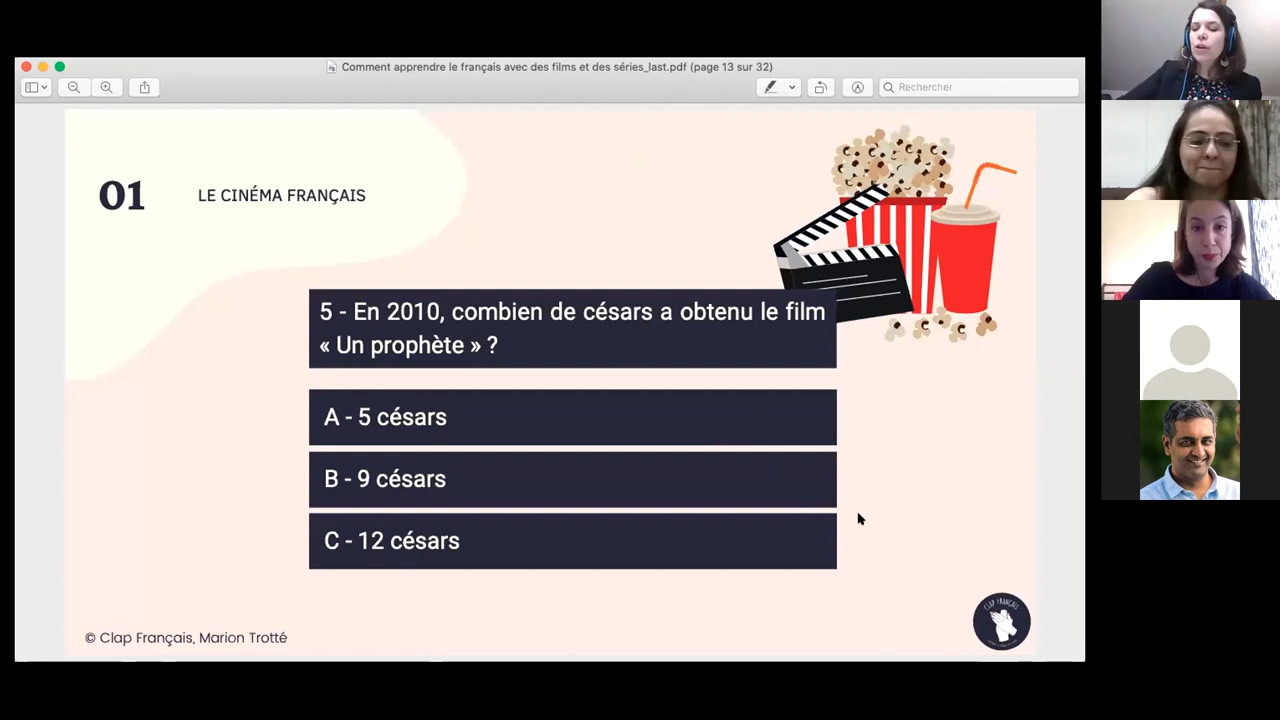 Comment apprendre le français avec des films et des séries_last.pdf (page 13 sur 32)
Rechercher
01
LE CINÉMA FRANÇAIS
5 - En 2010, combien de césars a obtenu le film
« Un prophète » ?
A - 5 césars
B - 9 césars
C - 12 césars
© Clap Français, Marion Trotté
CLAP FRANÇAIS